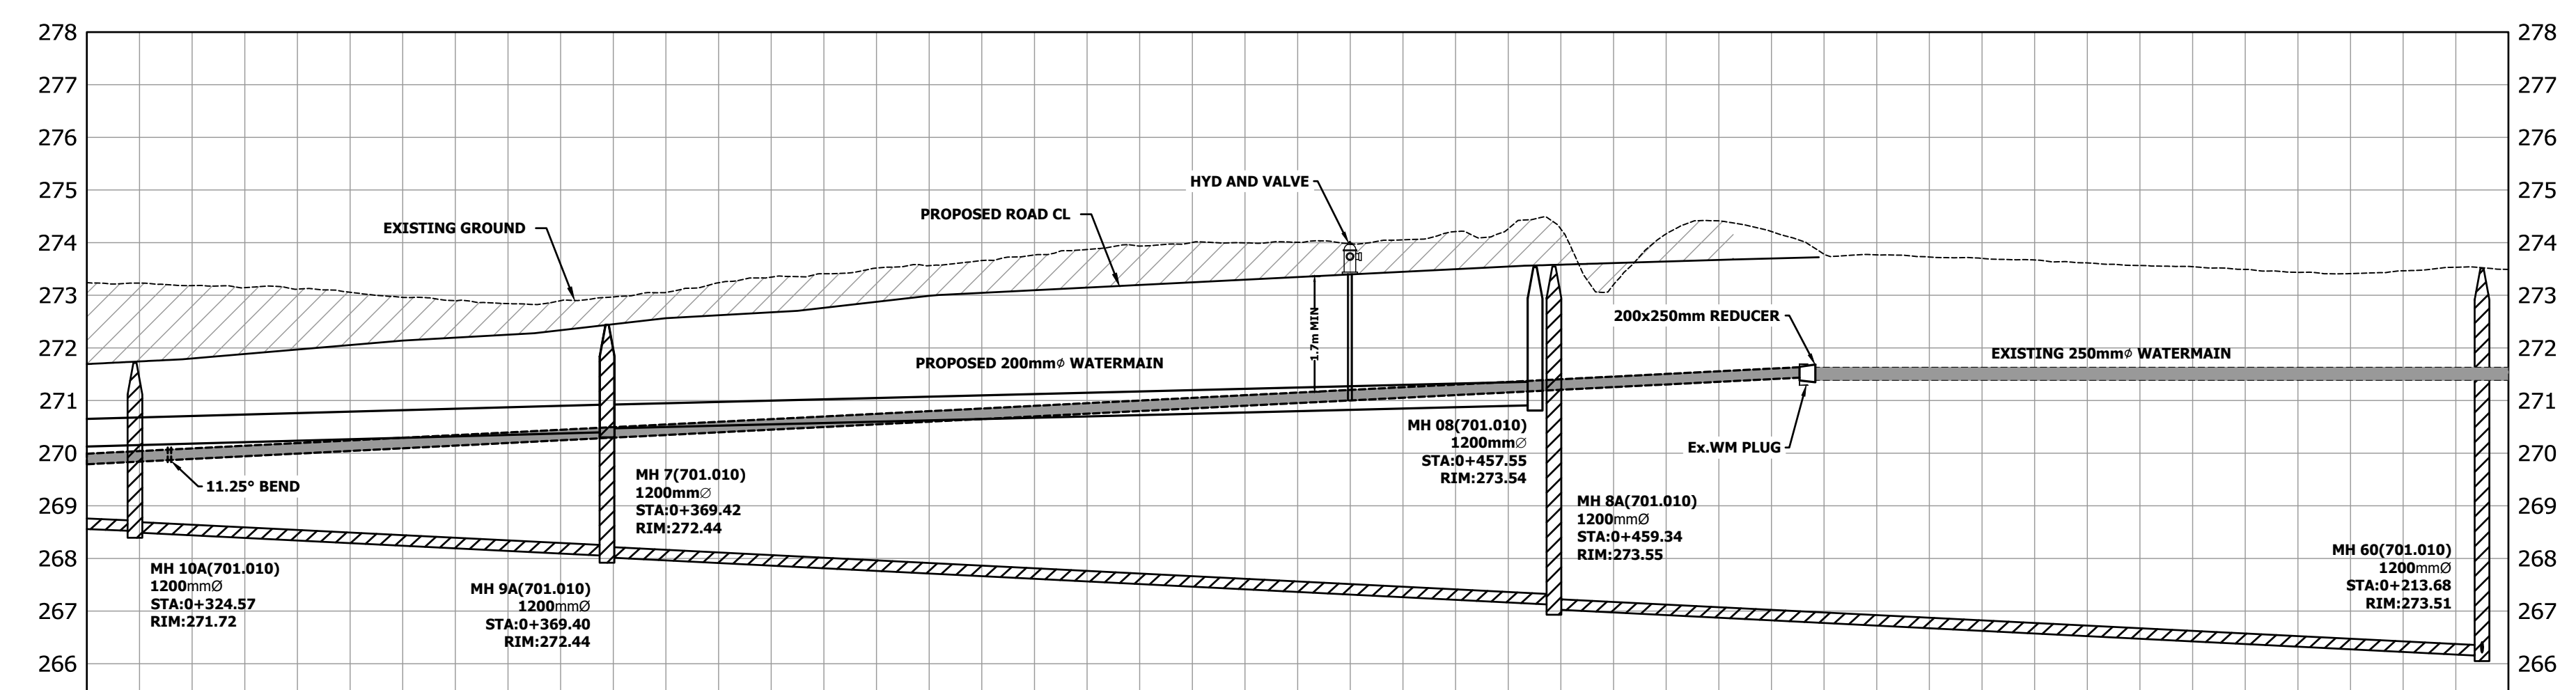 278
277
276
275
274
273
272
271
270
269
268
267
266
278
277
276
275
274
273
272
271
270
269
268
267
266
HYD AND VALVE
PROPOSED ROAD CL
EXISTING GROUND
200x250mm REDUCER
1.7m MIN
EXISTING 250mmø WATERMAIN
PROPOSED 200mmø WATERMAIN
Ex.WM PLUG
11.25° BEND
MH 08(701.010)
1200mmØ
STA:0+457.55
RIM:273.54
MH 7(701.010)
1200mmØ
STA:0+369.42
RIM:272.44
MH 8A(701.010)
1200mmØ
STA:0+459.34
RIM:273.55
MH 60(701.010)
1200mmØ
STA:0+213.68
RIM:273.51
MH 10A(701.010)
1200mmØ
STA:0+324.57
RIM:271.72
MH 9A(701.010)
1200mmØ
STA:0+369.40
RIM:272.44